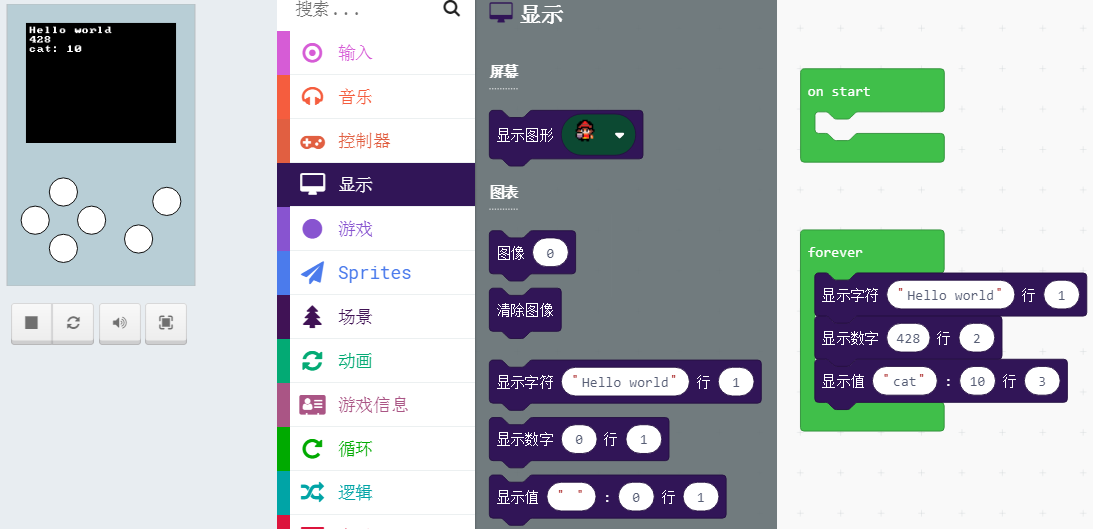 Hello world
428
cat: 10
搜索...
输入
音乐
控制器
显示
游戏
Sprites
场景
动画
游戏信息
循环
逻辑
显示
屏幕
显示图形
图表
图像 0
清除图像
显示字符 "Hello world" 行 1
显示数字 0 行 1
显示值 " " : 0 行 1
on start
forever
显示字符 "Hello world" 行 1
显示数字 428 行 2
显示值 "cat" : 10 行 3